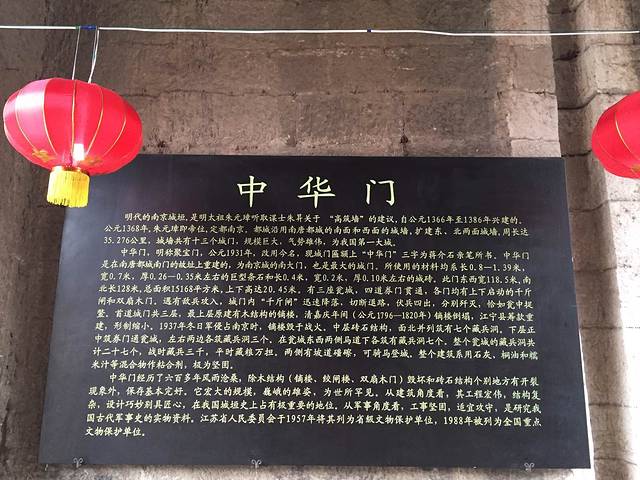 中华门
明代的南京城垣,是明太祖朱元璋听取谋士朱昇关于“高筑墙”的建议,自公元1366年至1386年兴建的。
公元1368年,朱元璋即帝位,定都南京。都城沿用南唐都城的南面和西面的城墙,扩建东、北两面城墙,周长达
35.276公里。城墙共有十三个城门,规模巨大,气势雄伟,为我国第一大城。
中华门,明称聚宝门,公元1931年,改用今名。现城门匾额上“中华门”三字为蒋介石亲笔所书。中华门
是在南唐都城南门的故址上重建的,为南京城的南大门,也是最大的城门。所使用的材料均系长0.8—1.39米,
宽0.7米,厚0.26—0.35米左右的巨型条石和长0.4米,宽0.2米,厚0.10米左右的城砖。此门东西宽118.5米,南
北长128米,总面积15168平方米,上下高达20.45米。有三座瓮城,四道券门贯通,各门均有上下启动的千斤
闸和双扇木门。遇有敌兵攻入,城门内“千斤闸”迅速降落,切断退路,伏兵四出,分别歼灭,恰如瓮中捉
鳖。首道城门共三层,最上层原建有木结构的镝楼,清嘉庆年间(公元1796—1820年)镝楼倒塌,江宁县筹款重
建,形制缩小。1937年冬日军侵占南京时,镝楼毁于战火。中层砖石结构,面北并列筑有七个藏兵洞。下层正
中筑券门通瓮城,左右两边各筑藏兵洞三个。在瓮城东西两侧马道下各筑有藏兵洞七个。整个瓮城的藏兵洞共
计二十七个,战时藏兵三千,平时藏粮万担。两侧有坡道礓磜,可骑马登城。整个建筑系用石灰、桐油和糯
米汁等混合物作粘合剂,极为坚固。
中华门经历了六百多年风雨沧桑,除木结构(镝楼、绞闸楼、双扇木门)毁坏和砖石结构个别地方有开裂
现象外,保存基本完好。它宏大的规模,巍峨的雄姿,为世所罕见。从建筑角度看,其工程宏伟,结构复
杂,设计巧妙别具匠心,在我国城垣史上占有极重要的地位。从军事角度看,工事坚固,适宜攻守,是研究我
国古代军事史的实物资料。江苏省人民委员会于1957年将其列为省级文物保护单位,1988年被列为全国重点
文物保护单位。